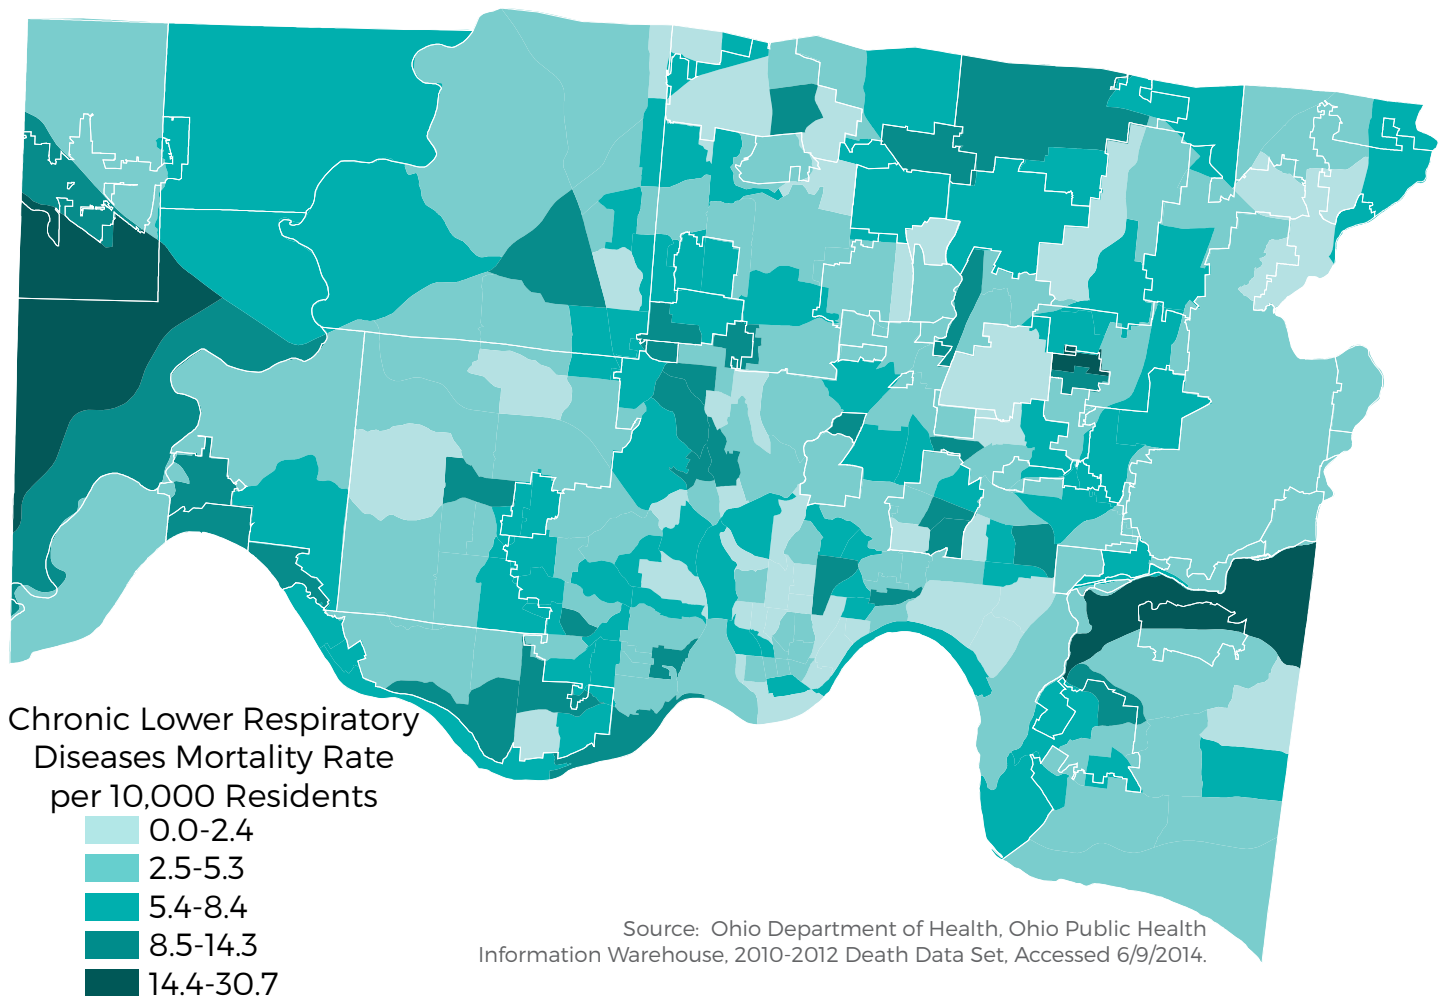 Chronic Lower Respiratory
Diseases Mortality Rate
per 10,000 Residents
0.0-2.4
2.5-5.3
5.4-8.4
8.5-14.3
14.4-30.7
Source: Ohio Department of Health, Ohio Public Health
Information Warehouse, 2010-2012 Death Data Set, Accessed 6/9/2014.